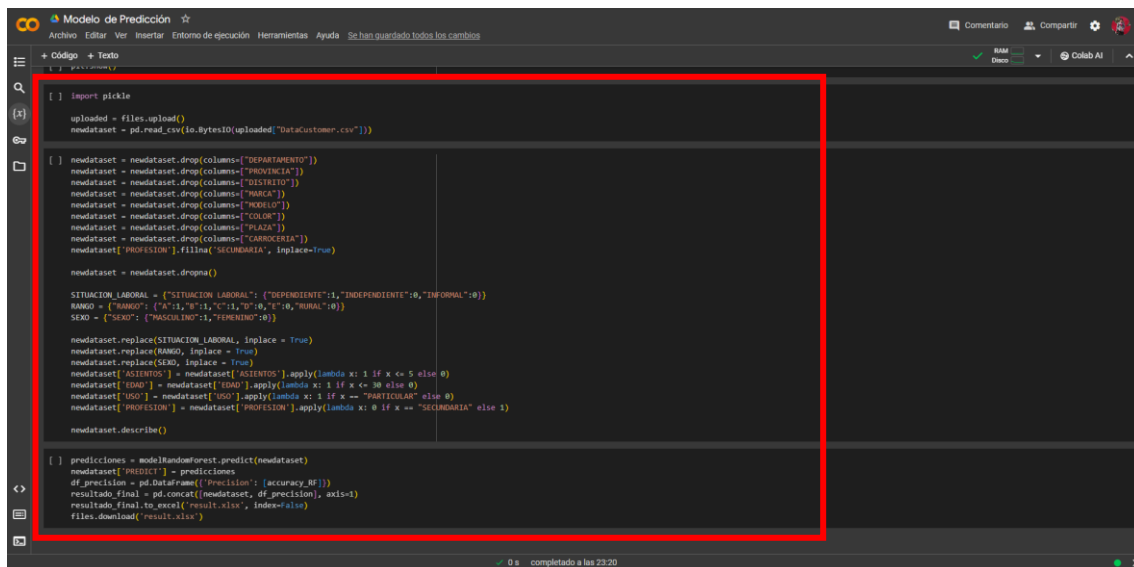 Modelo de Predicción
Archivo Editar Ver Insertar Entorno de ejecución Herramientas Ayuda Se han guardado todos los cambios
Comentario Compartir
+ Código + Texto
RAM
Disco
Colab AI
[ ] plt.show()
[ ] import pickle
uploaded = files.upload()
newdataset = pd.read_csv(io.BytesIO(uploaded["DataCustomer.csv"]))
[ ] newdataset = newdataset.drop(columns=["DEPARTAMENTO"])
newdataset = newdataset.drop(columns=["PROVINCIA"])
newdataset = newdataset.drop(columns=["DISTRITO"])
newdataset = newdataset.drop(columns=["MARCA"])
newdataset = newdataset.drop(columns=["MODELO"])
newdataset = newdataset.drop(columns=["COLOR"])
newdataset = newdataset.drop(columns=["PLAZA"])
newdataset = newdataset.drop(columns=["CARROCERIA"])
newdataset['PROFESION'].fillna('SECUNDARIA', inplace=True)
newdataset = newdataset.dropna()
SITUACION_LABORAL = {"SITUACION LABORAL": {"DEPENDIENTE":1,"INDEPENDIENTE":0,"INFORMAL":0}}
RANGO = {"RANGO": {"A":1,"B":1,"C":1,"D":0,"E":0,"RURAL":0}}
SEXO = {"SEXO": {"MASCULINO":1,"FEMENINO":0}}
newdataset.replace(SITUACION_LABORAL, inplace = True)
newdataset.replace(RANGO, inplace = True)
newdataset.replace(SEXO, inplace = True)
newdataset['ASIENTOS'] = newdataset['ASIENTOS'].apply(lambda x: 1 if x <= 5 else 0)
newdataset['EDAD'] = newdataset['EDAD'].apply(lambda x: 1 if x <= 30 else 0)
newdataset['USO'] = newdataset['USO'].apply(lambda x: 1 if x == "PARTICULAR" else 0)
newdataset['PROFESION'] = newdataset['PROFESION'].apply(lambda x: 0 if x == "SECUNDARIA" else 1)
newdataset.describe()
[ ] predicciones = modelRandomForest.predict(newdataset)
newdataset['PREDICT'] = predicciones
df_precision = pd.DataFrame({'Precision': [accuracy_RF]})
resultado_final = pd.concat([newdataset, df_precision], axis=1)
resultado_final.to_excel('result.xlsx', index=False)
files.download('result.xlsx')
0 s completado a las 23:20